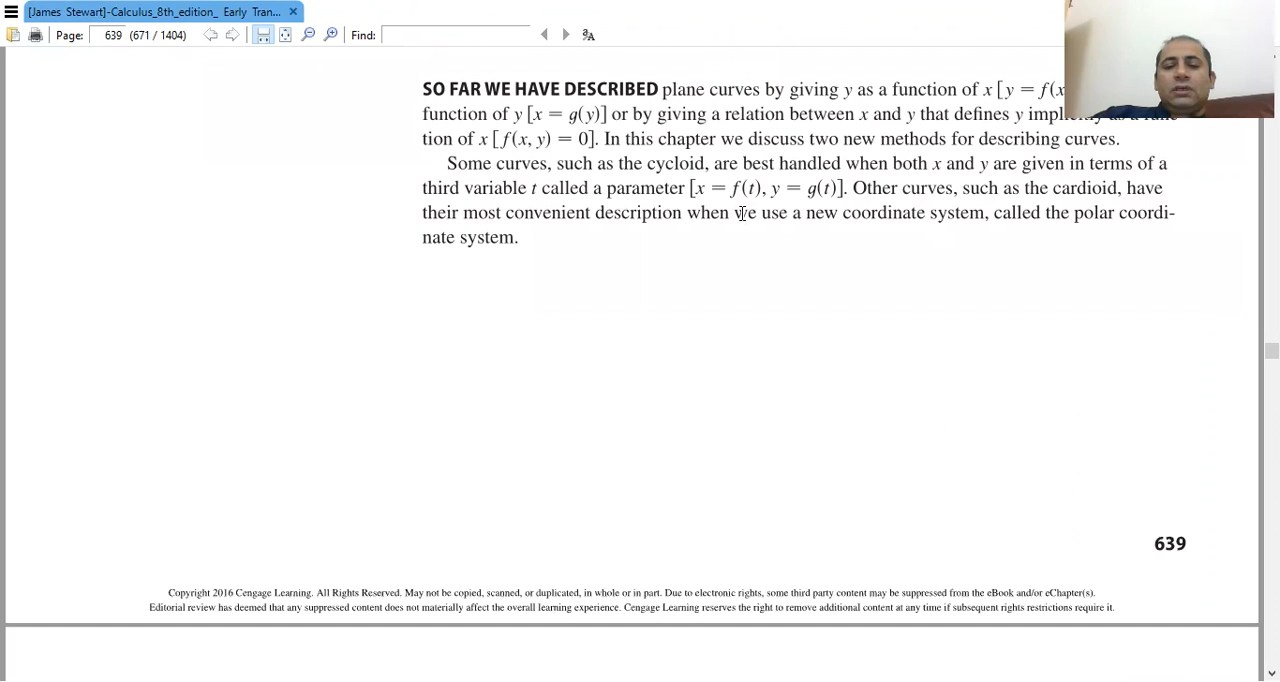 [James Stewart]-Calculus_8th_edition_ Early Tran...
Page: 639 (671 / 1404) Find:
SO FAR WE HAVE DESCRIBED plane curves by giving y as a function of x [y = f(x
function of y [x = g(y)] or by giving a relation between x and y that defines y implicitly as a func-
tion of x [f(x, y) = 0]. In this chapter we discuss two new methods for describing curves.
Some curves, such as the cycloid, are best handled when both x and y are given in terms of a
third variable t called a parameter [x = f(t), y = g(t)]. Other curves, such as the cardioid, have
their most convenient description when we use a new coordinate system, called the polar coordi-
nate system.
639
Copyright 2016 Cengage Learning. All Rights Reserved. May not be copied, scanned, or duplicated, in whole or in part. Due to electronic rights, some third party content may be suppressed from the eBook and/or eChapter(s).
Editorial review has deemed that any suppressed content does not materially affect the overall learning experience. Cengage Learning reserves the right to remove additional content at any time if subsequent rights restrictions require it.